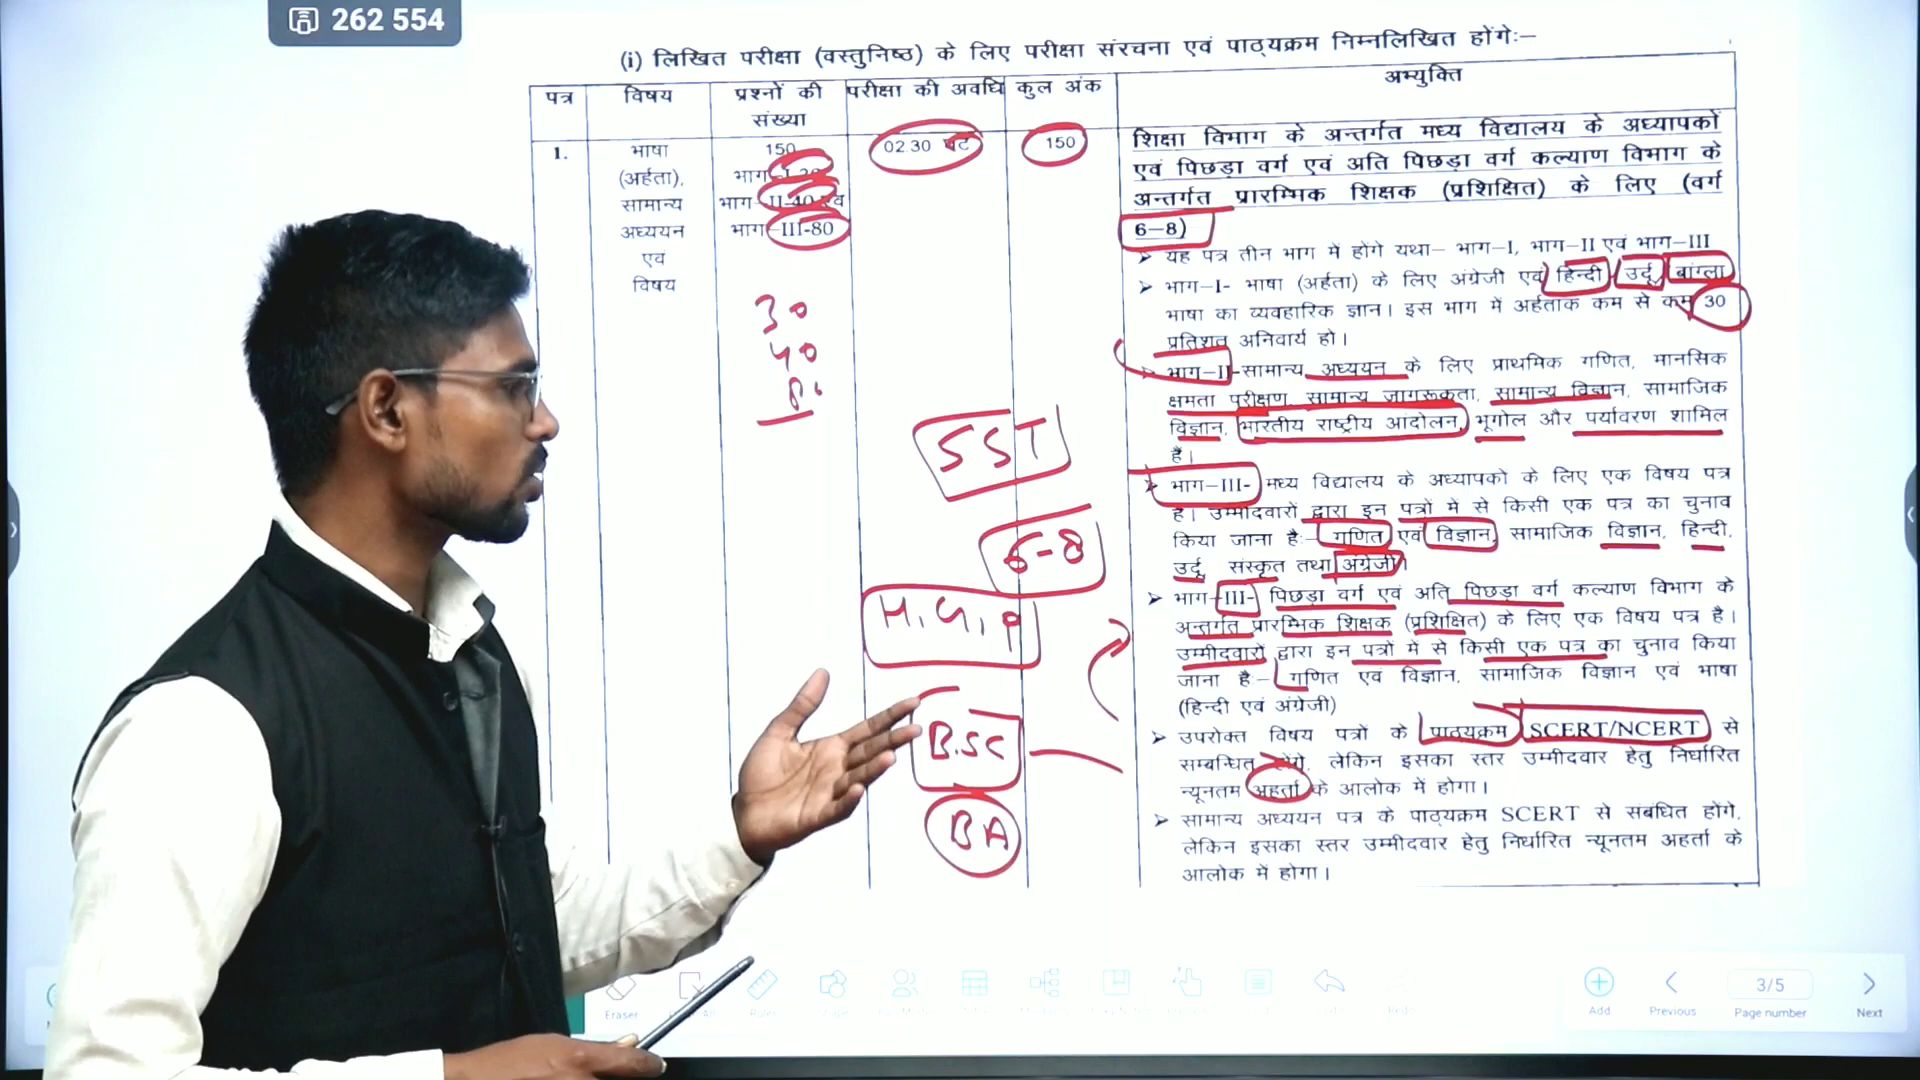 262 554
(i) लिखित परीक्षा (वस्तुनिष्ठ) के लिए परीक्षा संरचना एवं पाठ्यक्रम निम्नलिखित होंगे:–
पत्र विषय प्रश्नों की संख्या परीक्षा की अवधि कुल अंक अभ्युक्ति
1.
भाषा
(अर्हता),
सामान्य
अध्ययन
एवं
विषय
150
भाग
भाग-II-40 एवं
भाग-III-80
02.30
150
शिक्षा विभाग के अन्तर्गत मध्य विद्यालय के अध्यापकों
एवं पिछड़ा वर्ग एवं अति पिछड़ा वर्ग कल्याण विभाग के
अन्तर्गत प्रारम्भिक शिक्षक (प्रशिक्षित) के लिए (वर्ग
6–8)
➢ यह पत्र तीन भाग में होंगे यथा– भाग–I, भाग–II एवं भाग–III
➢ भाग–I- भाषा (अर्हता) के लिए अंग्रेजी एवं हिन्दी, उर्दू, बांग्ला
भाषा का व्यवहारिक ज्ञान। इस भाग में अर्हतांक कम से कम 30
प्रतिशत अनिवार्य हो।
➢ भाग–II-सामान्य अध्ययन के लिए प्राथमिक गणित, मानसिक
क्षमता परीक्षण, सामान्य जागरूकता, सामान्य विज्ञान, सामाजिक
विज्ञान, भारतीय राष्ट्रीय आंदोलन, भूगोल और पर्यावरण शामिल
हैं।
➢ भाग–III- मध्य विद्यालय के अध्यापकों के लिए एक विषय पत्र
है। उम्मीदवारों द्वारा इन पत्रों में से किसी एक पत्र का चुनाव
किया जाना है:– गणित एवं विज्ञान, सामाजिक विज्ञान, हिन्दी,
उर्दू, संस्कृत तथा अंग्रेजी।
➢ भाग–III- पिछड़ा वर्ग एवं अति पिछड़ा वर्ग कल्याण विभाग के
अन्तर्गत प्रारम्भिक शिक्षक (प्रशिक्षित) के लिए एक विषय पत्र है।
उम्मीदवारों द्वारा इन पत्रों में से किसी एक पत्र का चुनाव किया
जाना है:– गणित एवं विज्ञान, सामाजिक विज्ञान एवं भाषा
(हिन्दी एवं अंग्रेजी)
➢ उपरोक्त विषय पत्रों के पाठ्यक्रम SCERT/NCERT से
सम्बन्धित होंगे, लेकिन इसका स्तर उम्मीदवार हेतु निर्धारित
न्यूनतम अहर्ता के आलोक में होगा।
➢ सामान्य अध्ययन पत्र के पाठ्यक्रम SCERT से संबंधित होंगे,
लेकिन इसका स्तर उम्मीदवार हेतु निर्धारित न्यूनतम अहर्ता के
आलोक में होगा।
30
40
80
SST
6-8
H.G.P
B.SC
BA
Eraser
Add
Previous
3/5
Page number
Next